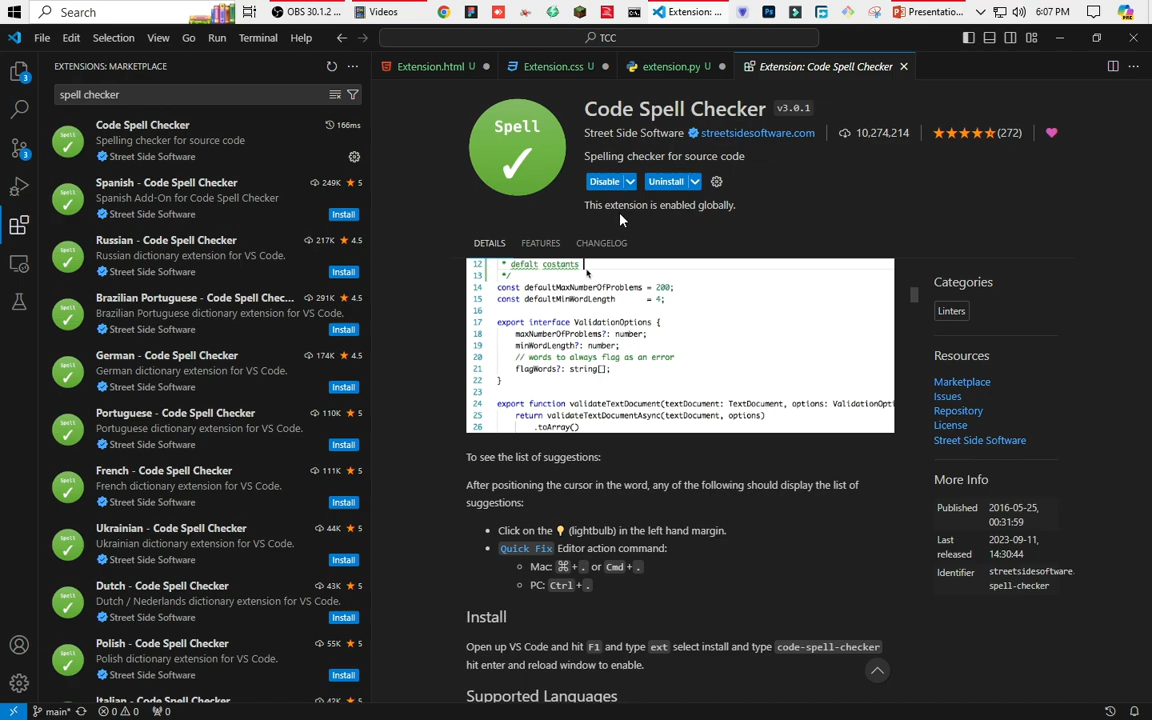 Search
OBS 30.1.2 ...
Videos
Extension: ...
Presentatio...
6:07 PM
File Edit Selection View Go Run Terminal Help
TCC
EXTENSIONS: MARKETPLACE
Extension.html U
Extension.css U
extension.py U
Extension: Code Spell Checker
spell checker
Code Spell Checker 166ms
Spelling checker for source code
Street Side Software
Spanish - Code Spell Checker 249K 5
Spanish Add-On for Code Spell Checker
Street Side Software Install
Russian - Code Spell Checker 217K 4.5
Russian dictionary extension for VS Code.
Street Side Software Install
Brazilian Portuguese - Code Spell Chec... 291K 4.5
Brazilian Portuguese dictionary extension for VS Code.
Street Side Software Install
German - Code Spell Checker 174K 4.5
German dictionary extension for VS Code.
Street Side Software Install
Portuguese - Code Spell Checker 110K 5
Portuguese dictionary extension for VS Code.
Street Side Software Install
French - Code Spell Checker 111K 5
French dictionary extension for VS Code.
Street Side Software Install
Ukrainian - Code Spell Checker 44K 5
Ukrainian dictionary extension for VS Code.
Street Side Software Install
Dutch - Code Spell Checker 43K 5
Dutch / Nederlands dictionary extension for VS Code.
Street Side Software Install
Polish - Code Spell Checker 55K 5
Polish dictionary extension for VS Code.
Street Side Software Install
Italian - Code Spell Checker 42K 5
Spell
Code Spell Checker v3.0.1
Street Side Software streetsidesoftware.com 10,274,214 (272)
Spelling checker for source code
Disable Uninstall
This extension is enabled globally.
DETAILS FEATURES CHANGELOG
12 * defalt costants
13 */
14 const defaultMaxNumberOfProblems = 200;
15 const defaultMinWordLength = 4;
16
17 export interface ValidationOptions {
18 maxNumberOfProblems?: number;
19 minWordLength?: number;
20 // words to always flag as an error
21 flagWords?: string[];
22 }
23
24 export function validateTextDocument(textDocument: TextDocument, options: ValidationOpti
25 return validateTextDocumentAsync(textDocument, options)
26 .toArray()
To see the list of suggestions:
After positioning the cursor in the word, any of the following should display the list of
suggestions:
• Click on the (lightbulb) in the left hand margin.
• Quick Fix Editor action command:
Mac: ⌘+. or Cmd+.
PC: Ctrl+.
Install
Open up VS Code and hit F1 and type ext select install and type code-spell-checker
hit enter and reload window to enable.
Supported Languages
Categories
Linters
Resources
Marketplace
Issues
Repository
License
Street Side Software
More Info
Published 2016-05-25,
00:31:59
Last 2023-09-11,
released 14:30:44
Identifier streetsidesoftware.
spell-checker
main* 0 0 0